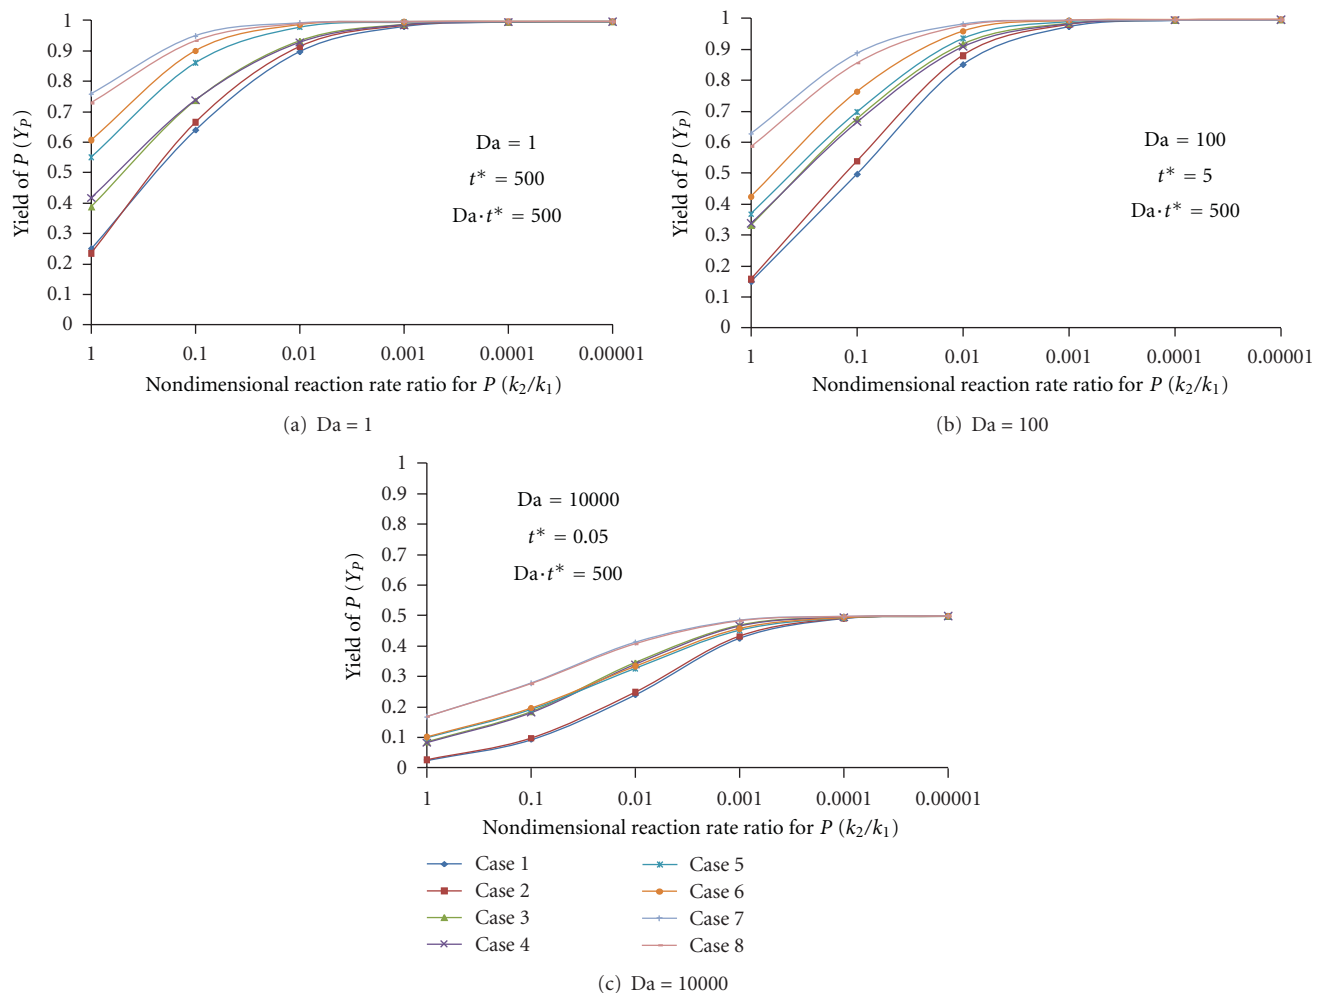 1
0.9
0.8
0.7
0.6
0.5
0.4
0.3
0.2
0.1
0
Yield of P (Y_P)
Da = 1
t* = 500
Da·t* = 500
1 0.1 0.01 0.001 0.0001 0.00001
Nondimensional reaction rate ratio for P (k₂/k₁)
(a) Da = 1
1
0.9
0.8
0.7
0.6
0.5
0.4
0.3
0.2
0.1
0
Yield of P (Y_P)
Da = 100
t* = 5
Da·t* = 500
1 0.1 0.01 0.001 0.0001 0.00001
Nondimensional reaction rate ratio for P (k₂/k₁)
(b) Da = 100
1
0.9
0.8
0.7
0.6
0.5
0.4
0.3
0.2
0.1
0
Yield of P (Y_P)
Da = 10000
t* = 0.05
Da·t* = 500
1 0.1 0.01 0.001 0.0001 0.00001
Nondimensional reaction rate ratio for P (k₂/k₁)
Case 1
Case 2
Case 3
Case 4
Case 5
Case 6
Case 7
Case 8
(c) Da = 10000